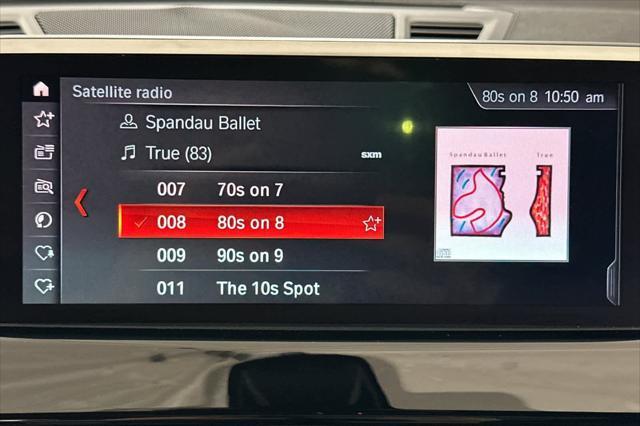 Satellite radio
80s on 8 10:50 am
Spandau Ballet
True (83)
sxm
Spandau Ballet True
007 70s on 7
008 80s on 8
009 90s on 9
011 The 10s Spot